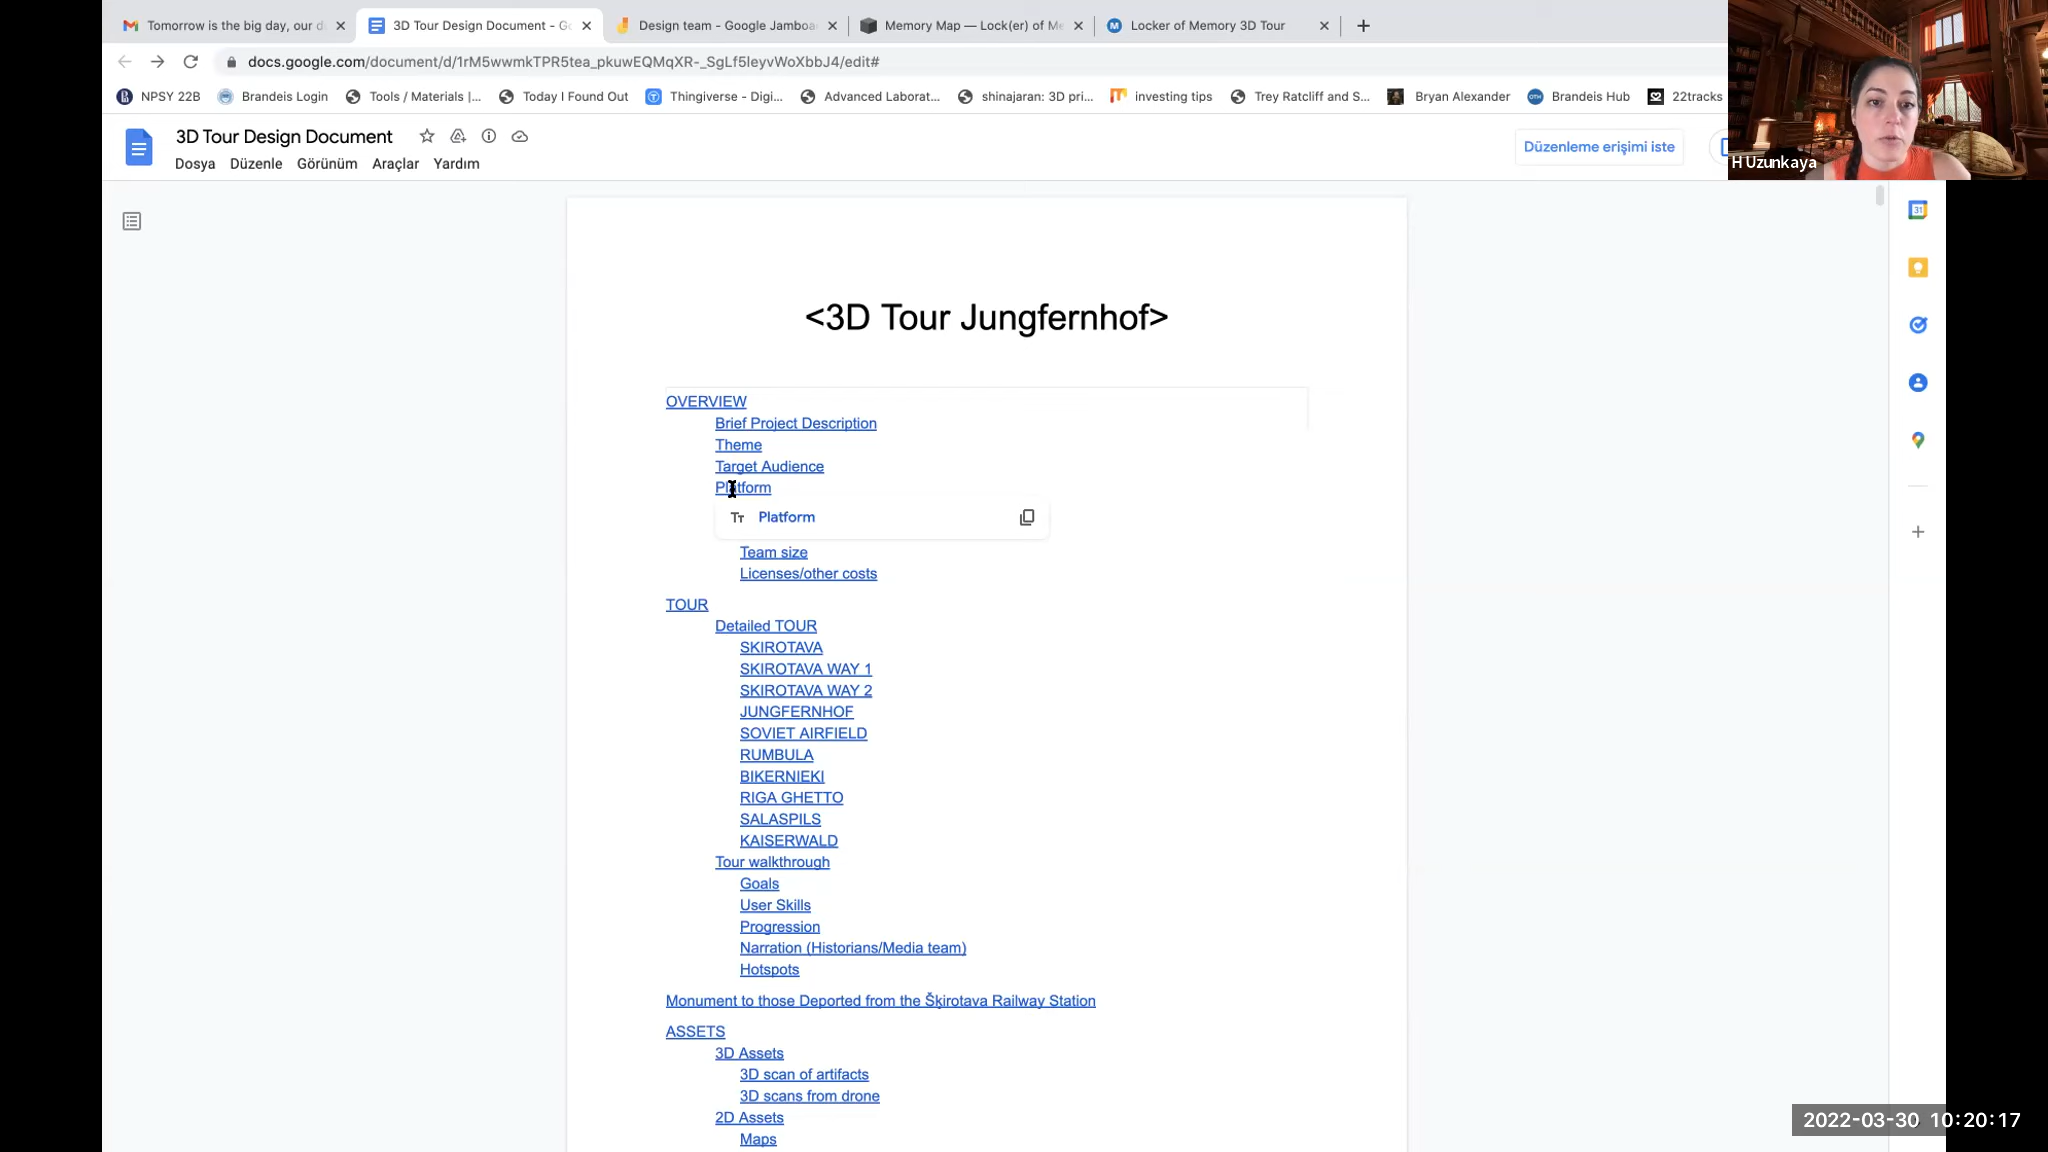 Tomorrow is the big day, our d
3D Tour Design Document - Go
Design team - Google Jamboa
Memory Map — Lock(er) of Me
Locker of Memory 3D Tour
docs.google.com/document/d/1rM5wwmkTPR5tea_pkuwEQMqXR-_SgLf5leyvWoXbbJ4/edit#
NPSY 22B
Brandeis Login
Tools / Materials |...
Today I Found Out
Thingiverse - Digi...
Advanced Laborat...
shinajaran: 3D pri...
investing tips
Trey Ratcliff and S...
Bryan Alexander
Brandeis Hub
22tracks
3D Tour Design Document
Dosya Düzenle Görünüm Araçlar Yardım
Düzenleme erişimi iste
H Uzunkaya
<3D Tour Jungfernhof>
OVERVIEW
Brief Project Description
Theme
Target Audience
Platform
Platform
Team size
Licenses/other costs
TOUR
Detailed TOUR
SKIROTAVA
SKIROTAVA WAY 1
SKIROTAVA WAY 2
JUNGFERNHOF
SOVIET AIRFIELD
RUMBULA
BIKERNIEKI
RIGA GHETTO
SALASPILS
KAISERWALD
Tour walkthrough
Goals
User Skills
Progression
Narration (Historians/Media team)
Hotspots
Monument to those Deported from the Šķirotava Railway Station
ASSETS
3D Assets
3D scan of artifacts
3D scans from drone
2D Assets
Maps
2022-03-30 10:20:17